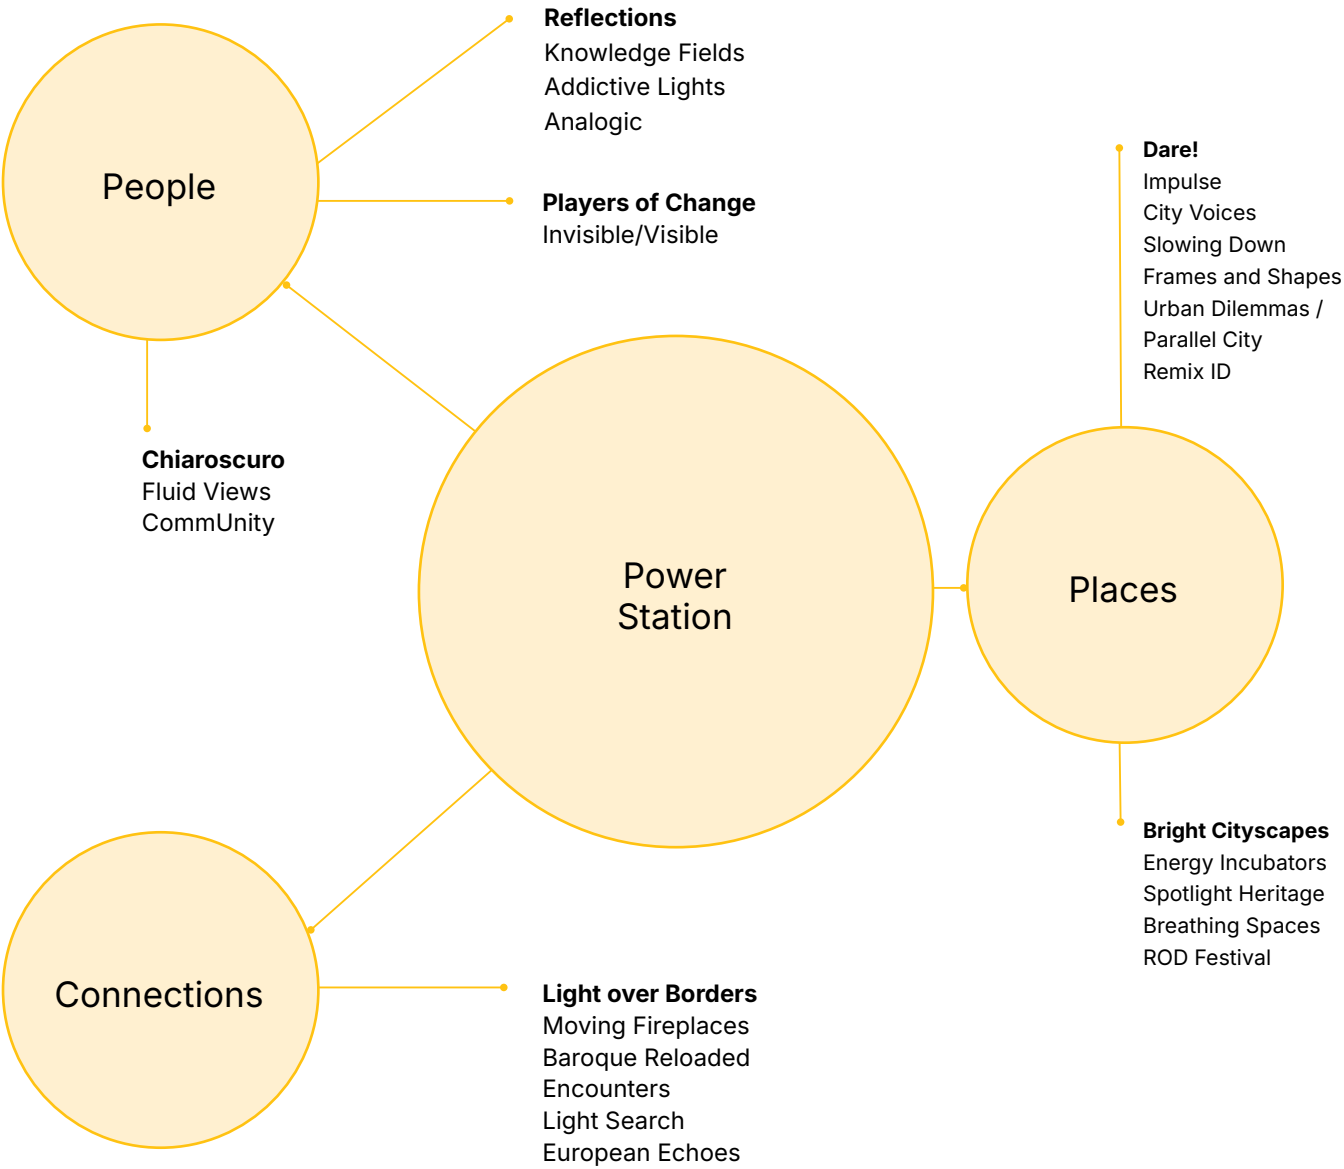 Reflections
Knowledge Fields
Addictive Lights
Analogic
People
Players of Change
Invisible/Visible
Chiaroscuro
Fluid Views
CommUnity
Dare!
Impulse
City Voices
Slowing Down
Frames and Shapes
Urban Dilemmas /
Parallel City
Remix ID
Power
Station
Places
Bright Cityscapes
Energy Incubators
Spotlight Heritage
Breathing Spaces
ROD Festival
Connections
Light over Borders
Moving Fireplaces
Baroque Reloaded
Encounters
Light Search
European Echoes